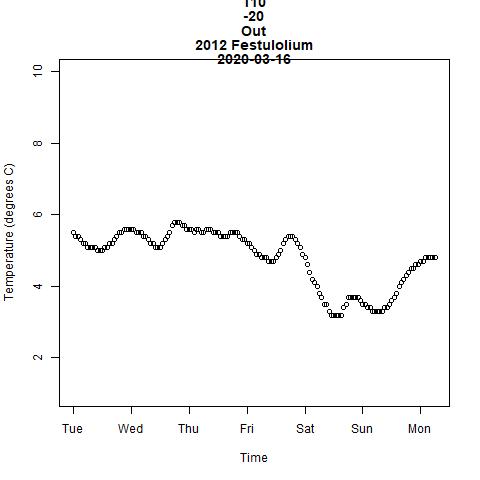 110
-20
Out
2012 Festulolium
2020-03-16
Temperature (degrees C)
10
8
6
4
2
Tue Wed Thu Fri Sat Sun Mon
Time